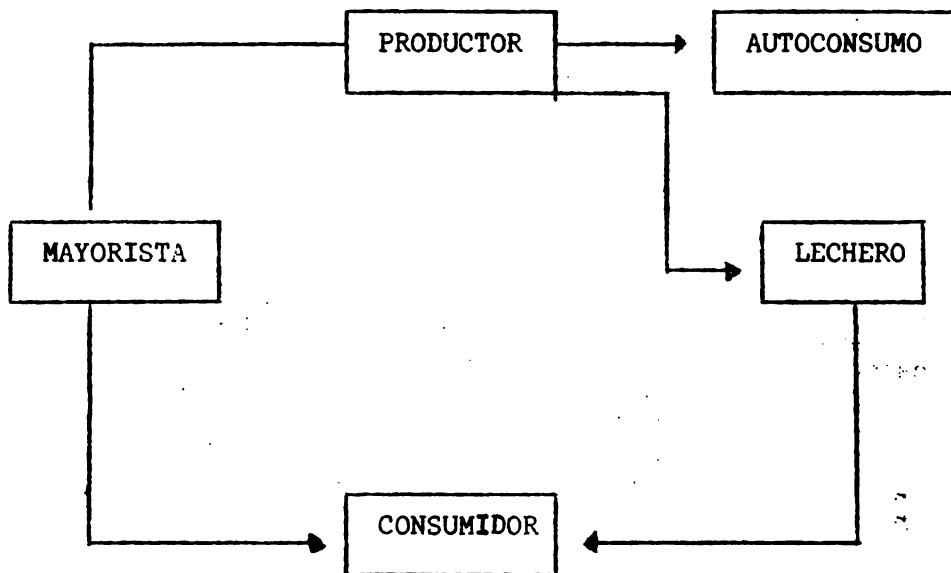 PRODUCTOR
AUTOCONSUMO
MAYORISTA
LECHERO
CONSUMIDOR